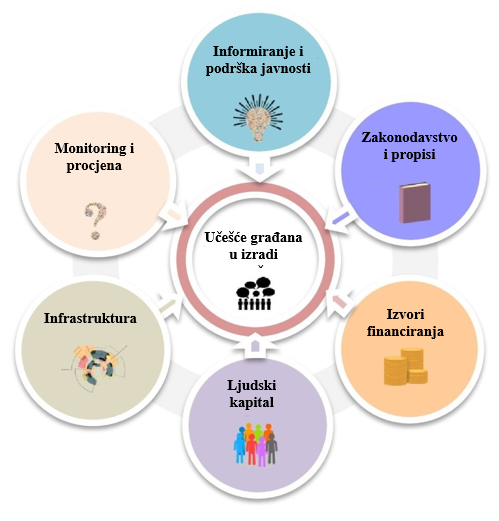 Informiranje i
podrška javnosti
Zakonodavstvo
i propisi
Monitoring i
procjena
Učešće građana
u izradi
Infrastruktura
Izvori
financiranja
Ljudski
kapital